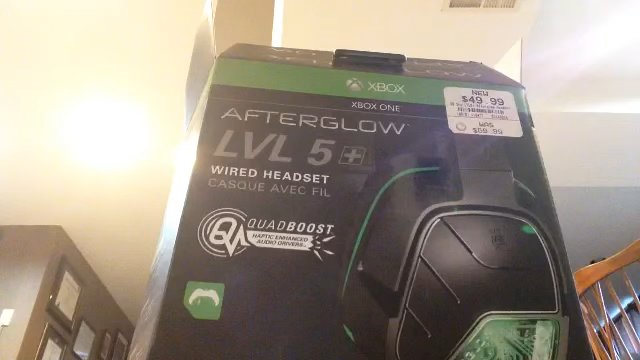 XBOX
XBOX ONE
AFTERGLOW
LVL 5+
WIRED HEADSET
CASQUE AVEC FIL
QUADBOOST
HAPTIC ENHANCED
AUDIO DRIVERS
NEW
$49.99
WAS
$59.99